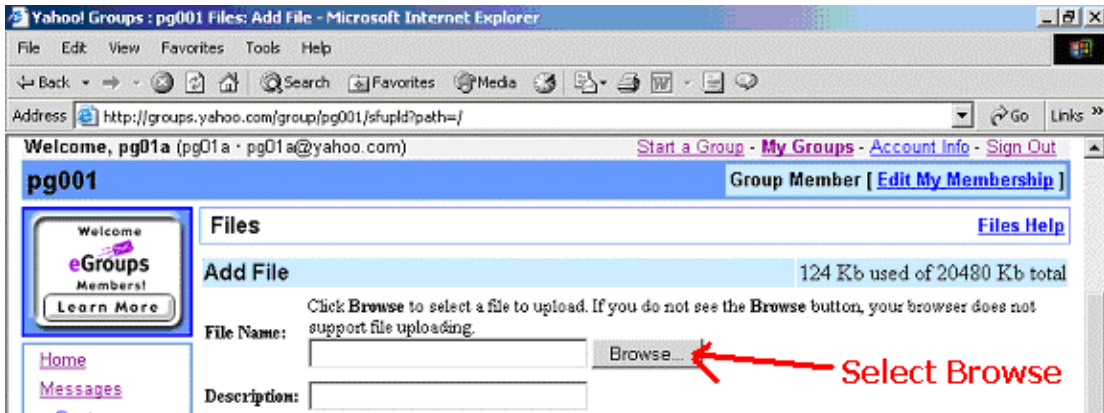 Yahoo! Groups : pg001 Files: Add File - Microsoft Internet Explorer
File Edit View Favorites Tools Help
Back Search Favorites Media
Address http://groups.yahoo.com/group/pg001/sfupld?path=/ Go Links »
Welcome, pg01a (pg01a · pg01a@yahoo.com) Start a Group - My Groups - Account Info - Sign Out
pg001 Group Member [ Edit My Membership ]
Welcome
eGroups
Members!
Learn More
Files Files Help
Add File 124 Kb used of 20480 Kb total
Click Browse to select a file to upload. If you do not see the Browse button, your browser does not
support file uploading.
File Name: Browse...
Select Browse
Description:
Home
Messages